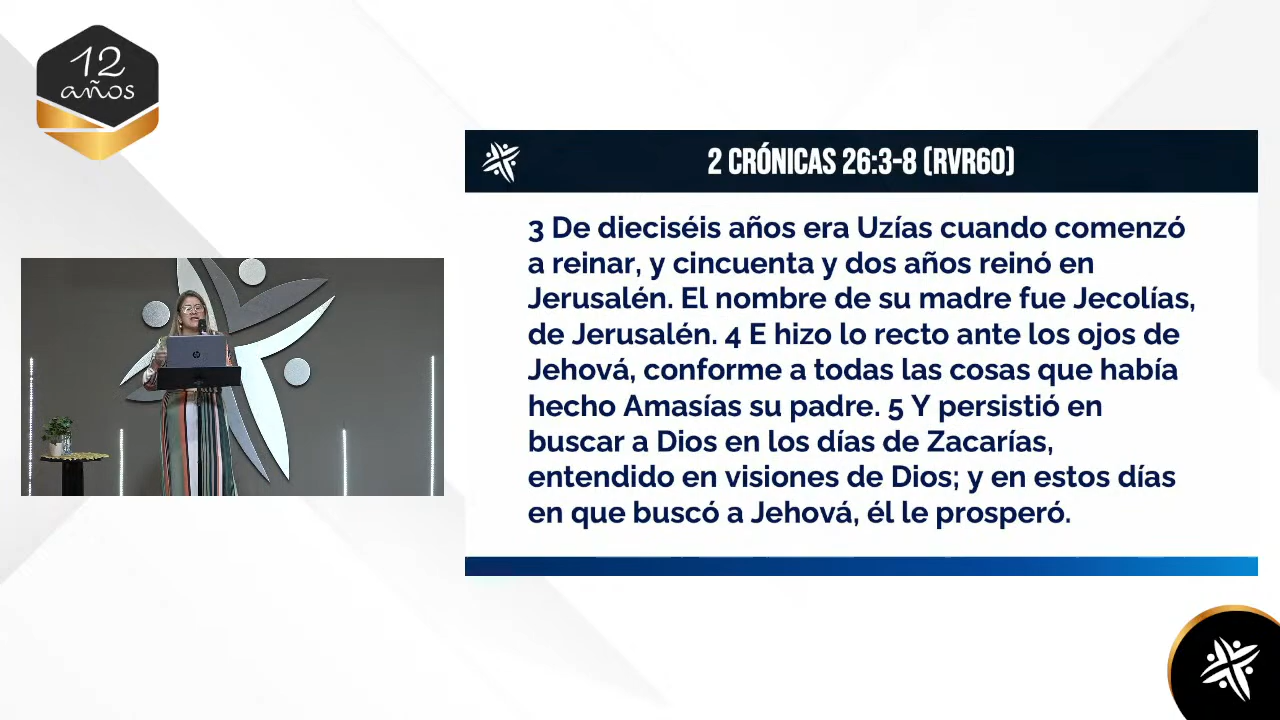 12
años
2 CRÓNICAS 26:3-8 (RVR60)
3 De dieciséis años era Uzías cuando comenzó
a reinar, y cincuenta y dos años reinó en
Jerusalén. El nombre de su madre fue Jecolías,
de Jerusalén. 4 E hizo lo recto ante los ojos de
Jehová, conforme a todas las cosas que había
hecho Amasías su padre. 5 Y persistió en
buscar a Dios en los días de Zacarías,
entendido en visiones de Dios; y en estos días
en que buscó a Jehová, él le prosperó.
hp